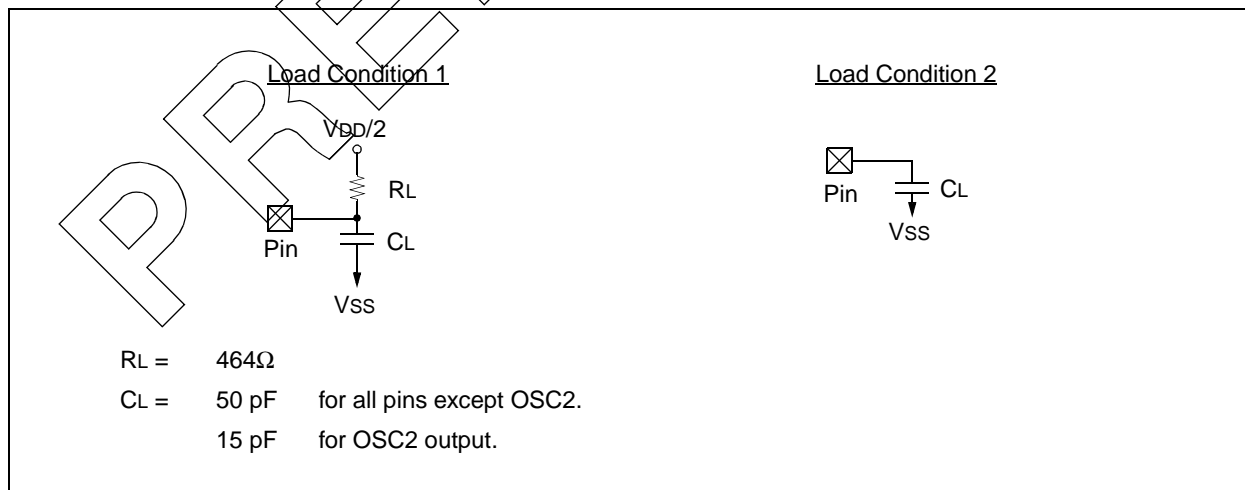 Load Condition 1
VDD/2
RL
Pin
CL
VSS
Load Condition 2
Pin
CL
VSS
RL = 464Ω
CL = 50 pF for all pins except OSC2.
15 pF for OSC2 output.
PRE